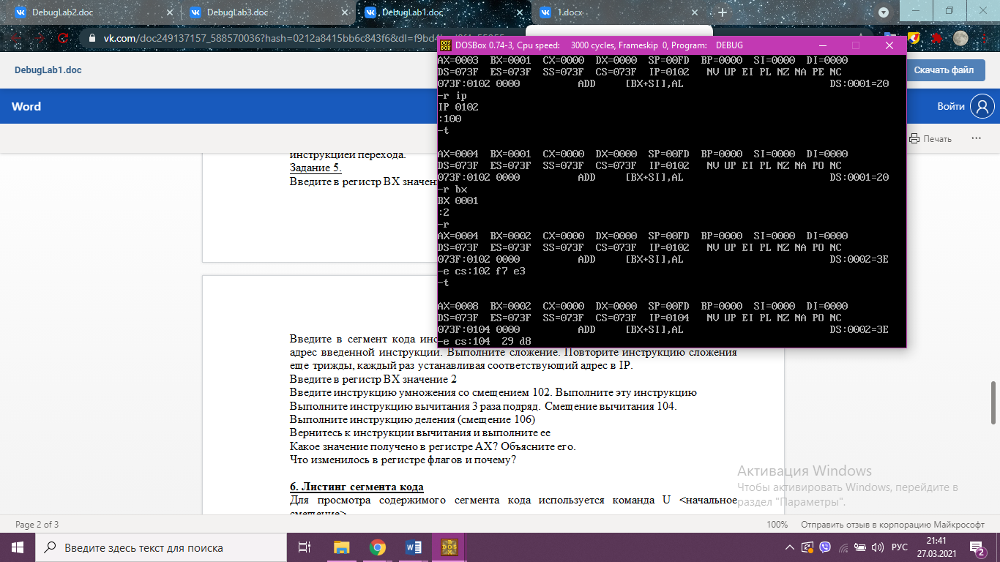 DebugLab2.doc
DebugLab3.doc
DebugLab1.doc
1.docx
vk.com/doc249137157_588570036?hash=0212a8415bb6c843f6&dl=f9bd
DOSBox 0.74-3, Cpu speed: 3000 cycles, Frameskip 0, Program: DEBUG
DebugLab1.doc
Скачать файл
Word
Войти
Печать
инструкцией перехода.
Задание 5.
Введите в регистр BX
AX=0003 BX=0001 CX=0000 DX=0000 SP=00FD BP=0000 SI=0000 DI=0000
DS=073F ES=073F SS=073F CS=073F IP=0102 NV UP EI PL NZ NA PE NC
073F:0102 0000 ADD [BX+SI],AL DS:0001=20
-r ip
IP 0102
:100
-t
AX=0004 BX=0001 CX=0000 DX=0000 SP=00FD BP=0000 SI=0000 DI=0000
DS=073F ES=073F SS=073F CS=073F IP=0102 NV UP EI PL NZ NA PO NC
073F:0102 0000 ADD [BX+SI],AL DS:0001=20
-r bx
BX 0001
:2
-r
AX=0004 BX=0002 CX=0000 DX=0000 SP=00FD BP=0000 SI=0000 DI=0000
DS=073F ES=073F SS=073F CS=073F IP=0102 NV UP EI PL NZ NA PO NC
073F:0102 0000 ADD [BX+SI],AL DS:0002=3E
-e cs:102 f7 e3
-t
AX=0008 BX=0002 CX=0000 DX=0000 SP=00FD BP=0000 SI=0000 DI=0000
DS=073F ES=073F SS=073F CS=073F IP=0104 NV UP EI PL NZ NA PO NC
073F:0104 0000 ADD [BX+SI],AL DS:0002=3E
-e cs:104 29 d8
Введите в сегмент кода
адрес введенной инструкции. Выполните сложение. Повторите инструкцию сложения
еще трижды, каждый раз устанавливая соответствующий адрес в IP.
Введите в регистр BX значение 2
Введите инструкцию умножения со смещением 102. Выполните эту инструкцию
Выполните инструкцию вычитания 3 раза подряд. Смещение вычитания 104.
Выполните инструкцию деления (смещение 106)
Вернитесь к инструкции вычитания и выполните ее
Какое значение получено в регистре AX? Объясните его.
Что изменилось в регистре флагов и почему?
6. Листинг сегмента кода
Для просмотра содержимого сегмента кода используется команда U <начальное
смещение>
Активация Windows
Чтобы активировать Windows, перейдите в
раздел "Параметры".
Page 2 of 3
100%
Отправить отзыв в корпорацию Майкрософт
Введите здесь текст для поиска
РУС
21:41
27.03.2021
2